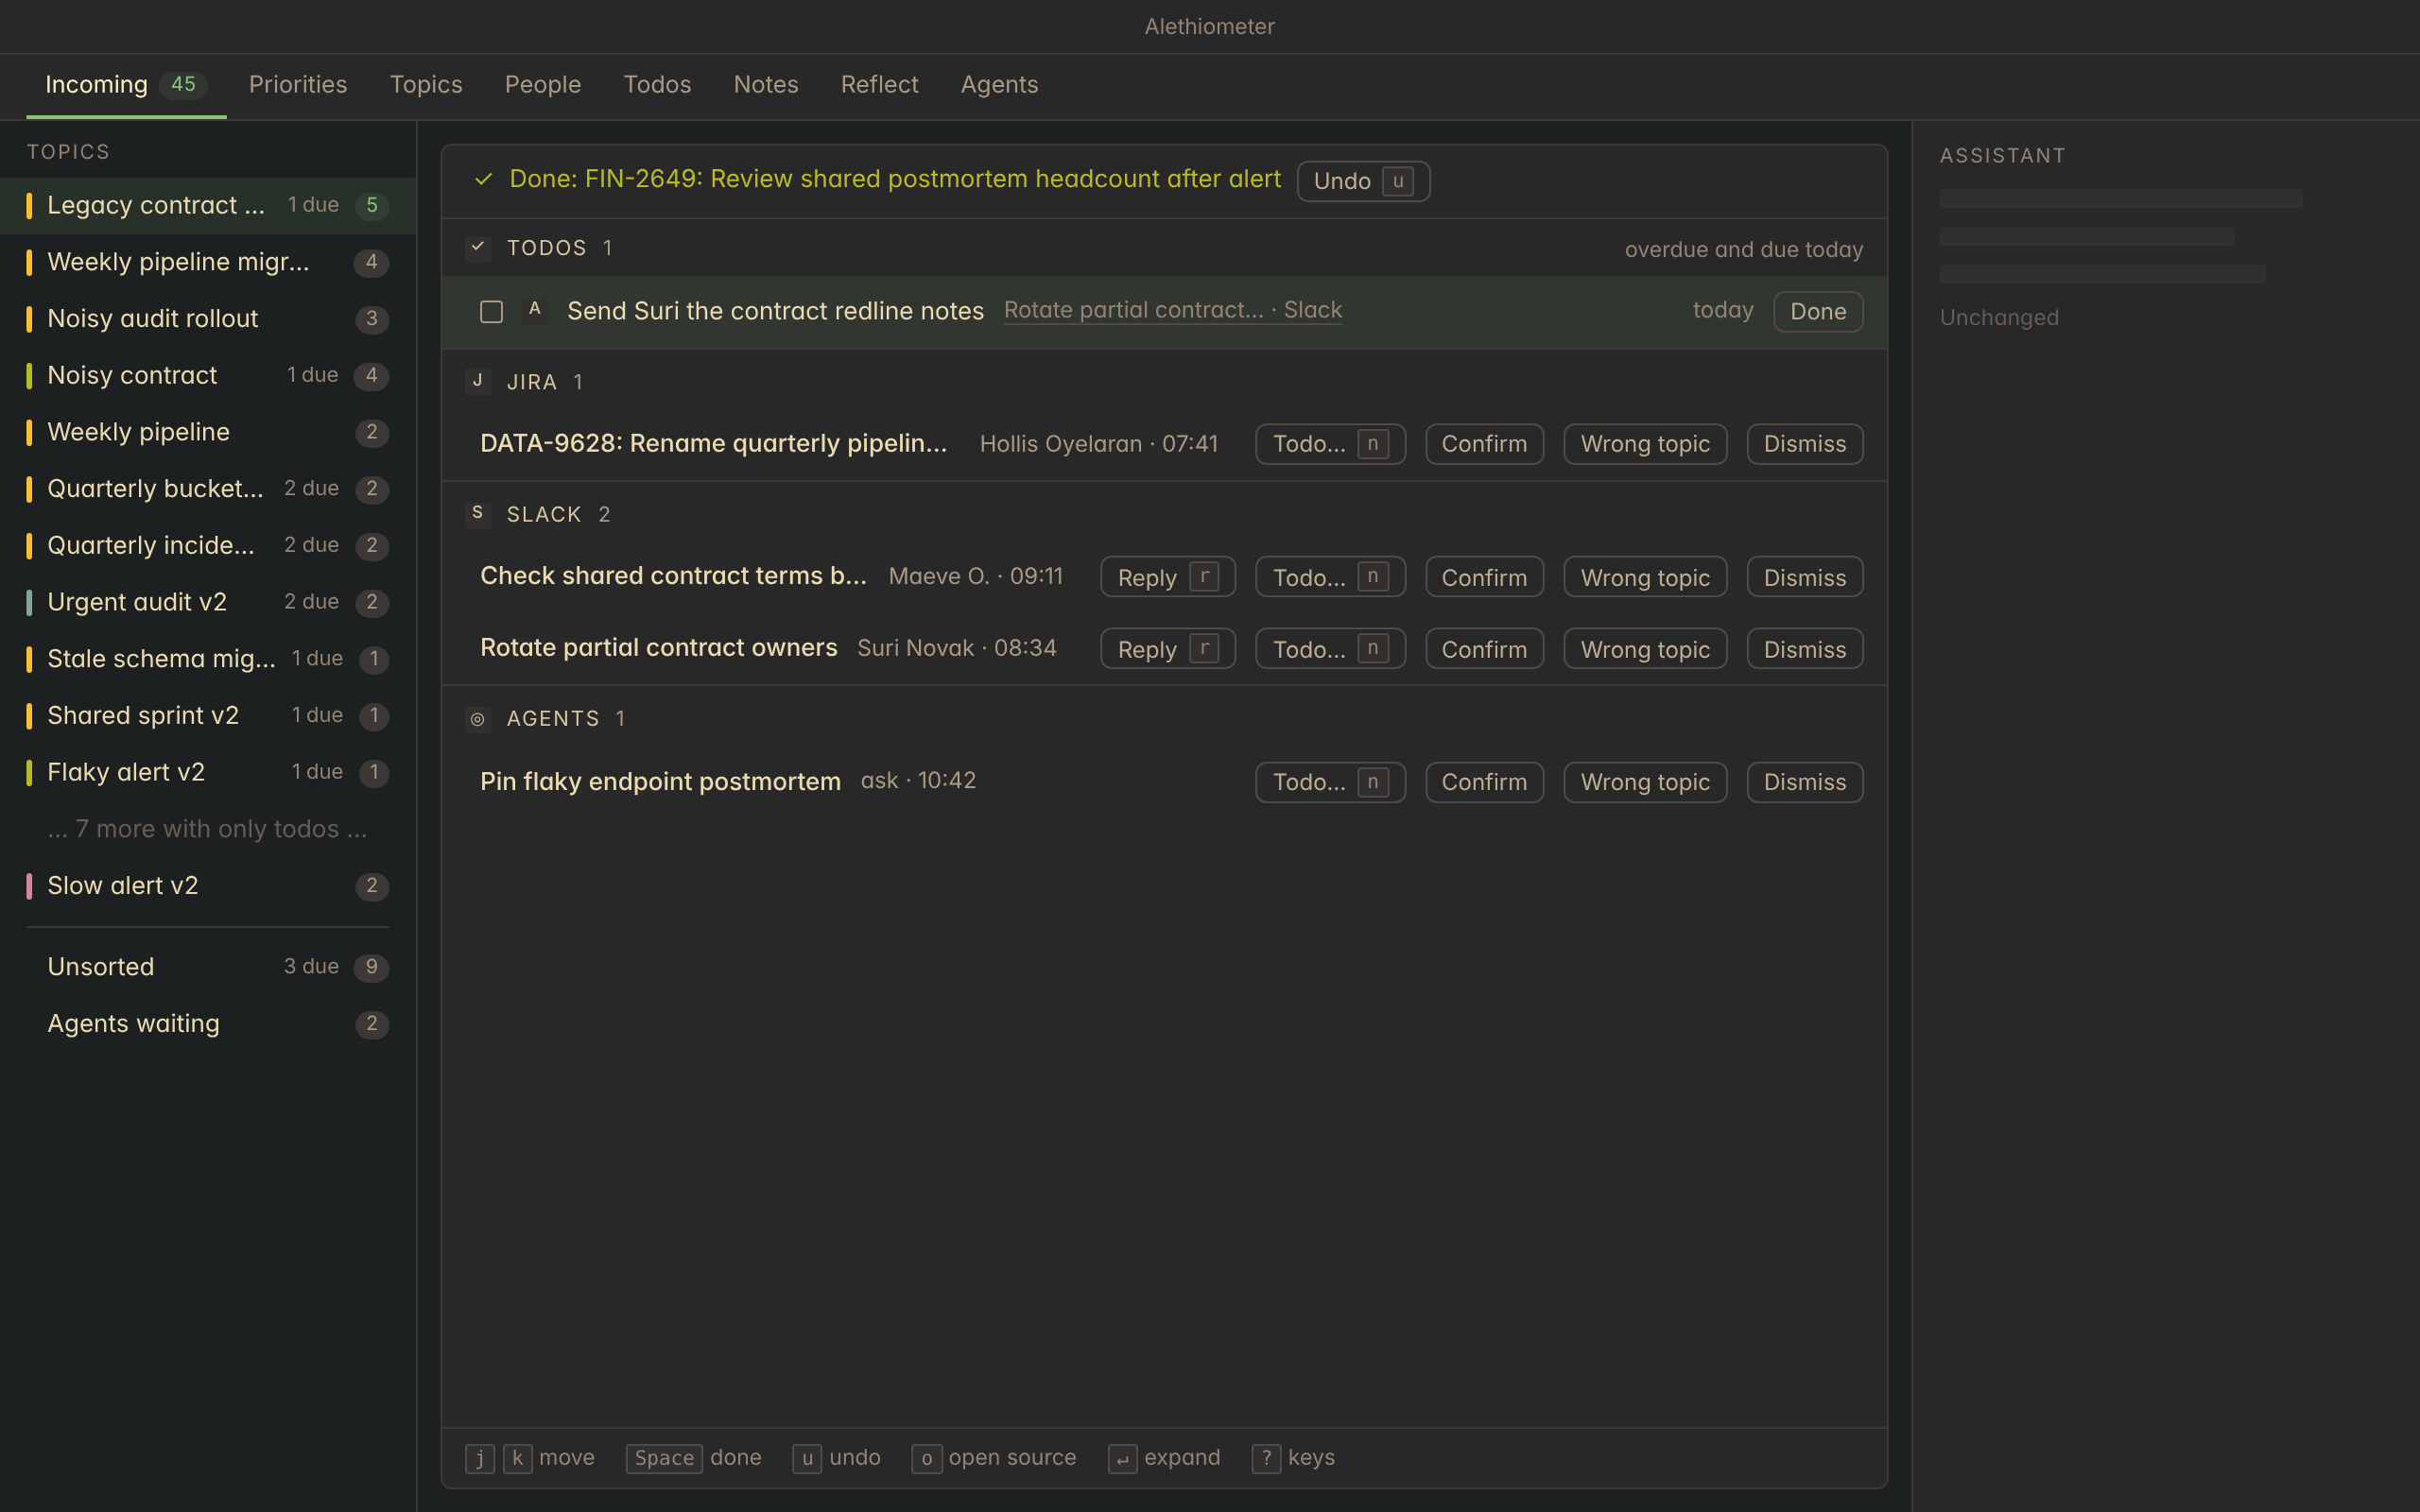 Alethiometer
Incoming 45 Priorities Topics People Todos Notes Reflect Agents
TOPICS
Legacy contract ... 1 due 5
Weekly pipeline migr... 4
Noisy audit rollout 3
Noisy contract 1 due 4
Weekly pipeline 2
Quarterly bucket... 2 due 2
Quarterly incide... 2 due 2
Urgent audit v2 2 due 2
Stale schema mig... 1 due 1
Shared sprint v2 1 due 1
Flaky alert v2 1 due 1
... 7 more with only todos ...
Slow alert v2 2
Unsorted 3 due 9
Agents waiting 2
✓ Done: FIN-2649: Review shared postmortem headcount after alert Undo u
✓ TODOS 1 overdue and due today
A Send Suri the contract redline notes Rotate partial contract... · Slack today Done
J JIRA 1
DATA-9628: Rename quarterly pipelin... Hollis Oyelaran · 07:41 Todo... n Confirm Wrong topic Dismiss
S SLACK 2
Check shared contract terms b... Maeve O. · 09:11 Reply r Todo... n Confirm Wrong topic Dismiss
Rotate partial contract owners Suri Novak · 08:34 Reply r Todo... n Confirm Wrong topic Dismiss
◎ AGENTS 1
Pin flaky endpoint postmortem ask · 10:42 Todo... n Confirm Wrong topic Dismiss
j k move Space done u undo o open source ↵ expand ? keys
ASSISTANT
Unchanged